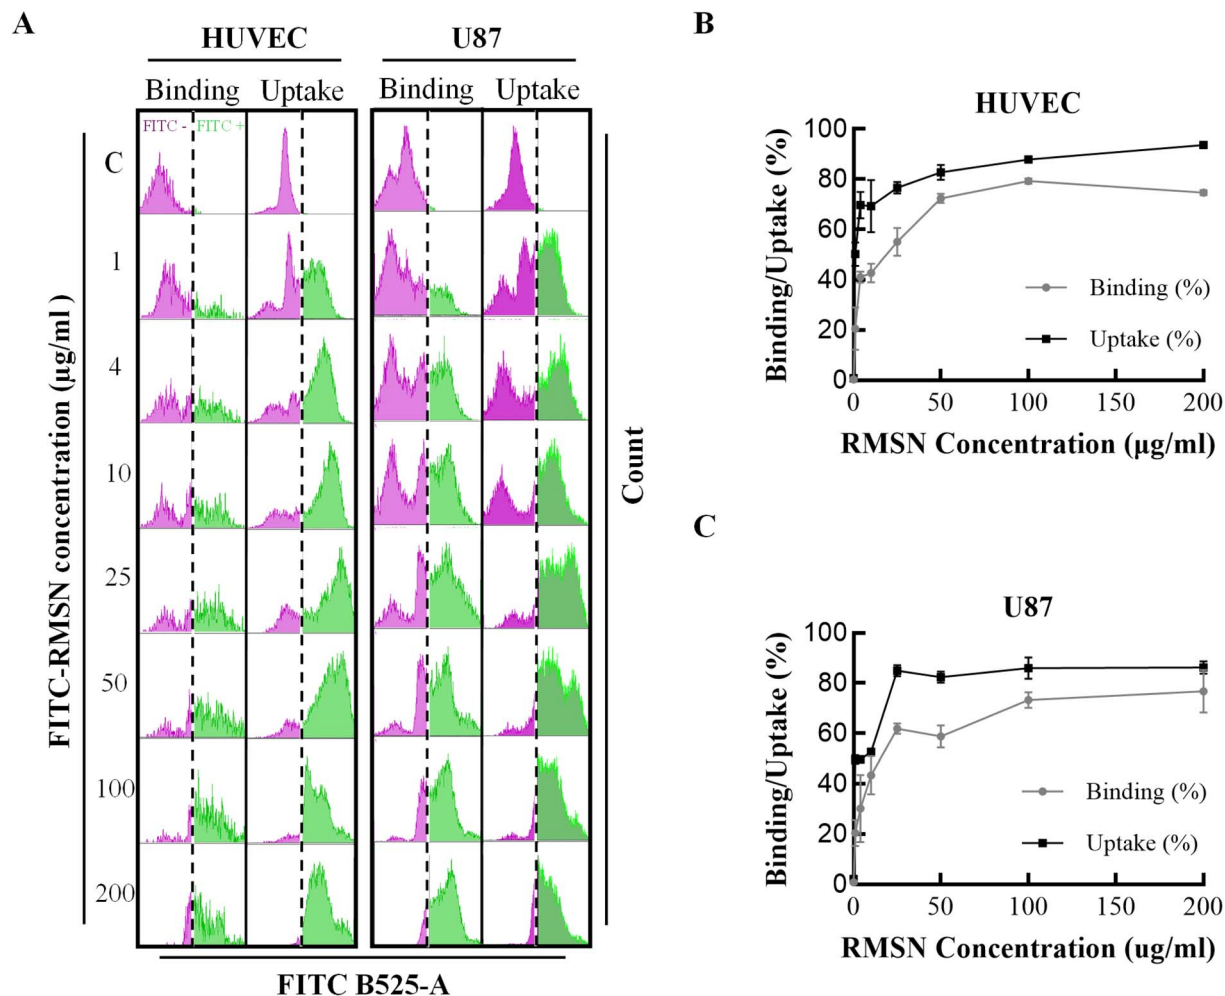 A
HUVEC
U87
Binding
Uptake
Binding
Uptake
FITC -
FITC +
C
1
4
10
25
50
100
200
FITC-RMSN concentration (μg/ml )
Count
FITC B525-A
B
HUVEC
Binding/Uptake (%)
100
80
60
40
20
0
Binding (%)
Uptake (%)
0
50
100
150
200
RMSN Concentration (μg/ml)
C
U87
Binding/Uptake (%)
100
80
60
40
20
0
Binding (%)
Uptake (%)
0
50
100
150
200
RMSN Concentration (ug/ml)